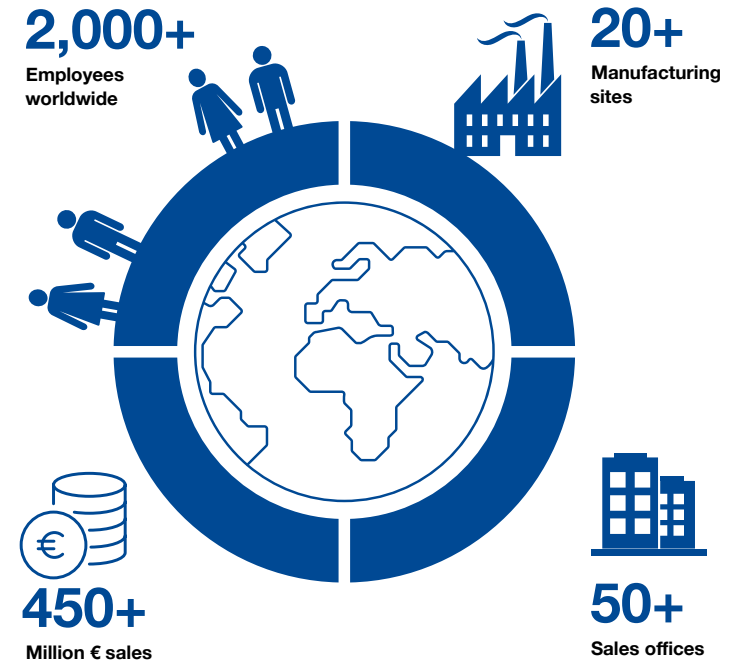 2,000+
Employees
worldwide
20+
Manufacturing
sites
€
450+
Million € sales
50+
Sales offices